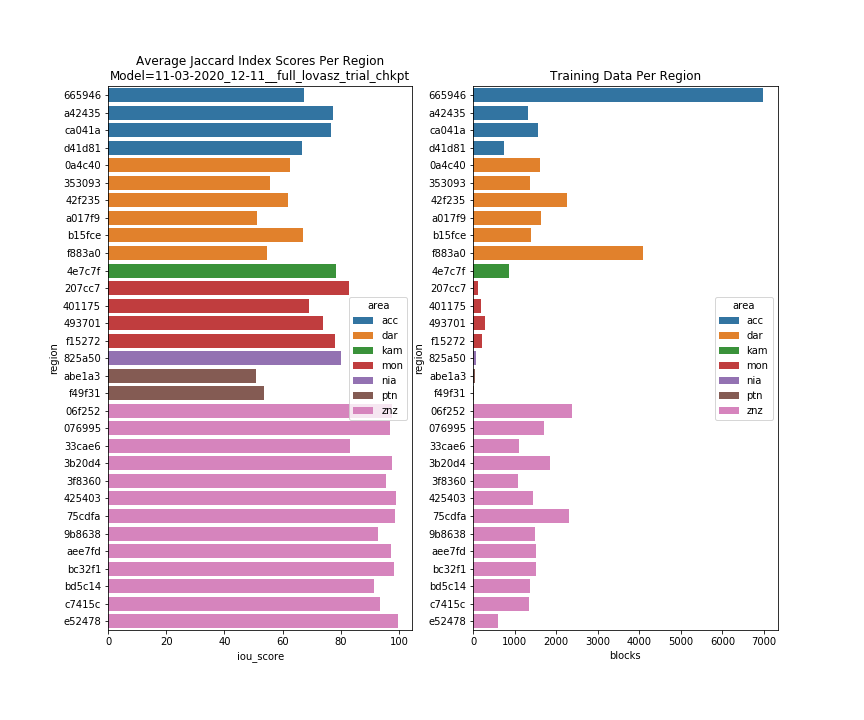 Average Jaccard Index Scores Per Region
Model=11-03-2020_12-11__full_lovasz_trial_chkpt
665946
a42435
ca041a
d41d81
0a4c40
353093
42f235
a017f9
b15fce
f883a0
4e7c7f
207cc7
401175
493701
f15272
825a50
abe1a3
f49f31
06f252
076995
33cae6
3b20d4
3f8360
425403
75cdfa
9b8638
aee7fd
bc32f1
bd5c14
c7415c
e52478
region
area
acc
dar
kam
mon
nia
ptn
znz
0 20 40 60 80 100
iou_score
Training Data Per Region
665946
a42435
ca041a
d41d81
0a4c40
353093
42f235
a017f9
b15fce
f883a0
4e7c7f
207cc7
401175
493701
f15272
825a50
abe1a3
f49f31
06f252
076995
33cae6
3b20d4
3f8360
425403
75cdfa
9b8638
aee7fd
bc32f1
bd5c14
c7415c
e52478
region
area
acc
dar
kam
mon
nia
ptn
znz
0 1000 2000 3000 4000 5000 6000 7000
blocks